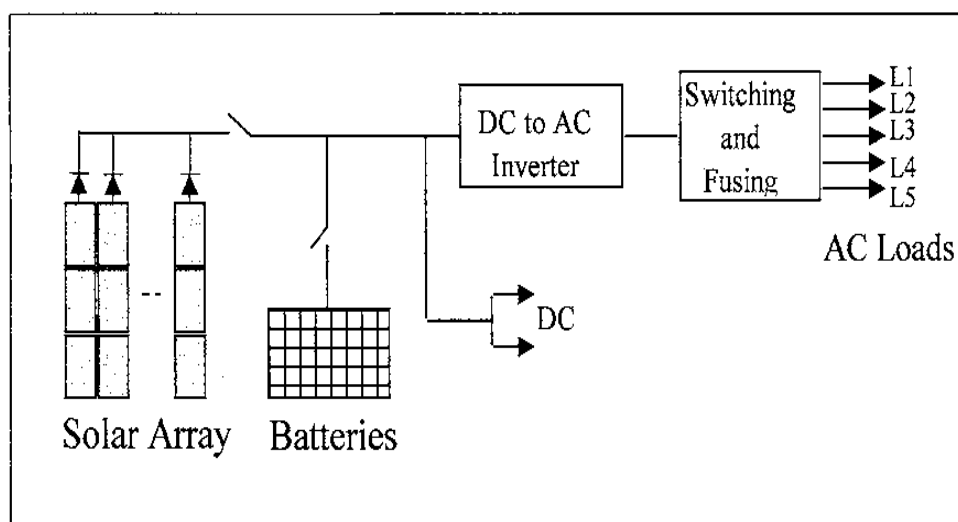 DC to AC
Inverter
Switching
and
Fusing
L1
L2
L3
L4
L5
AC Loads
DC
Solar Array
Batteries